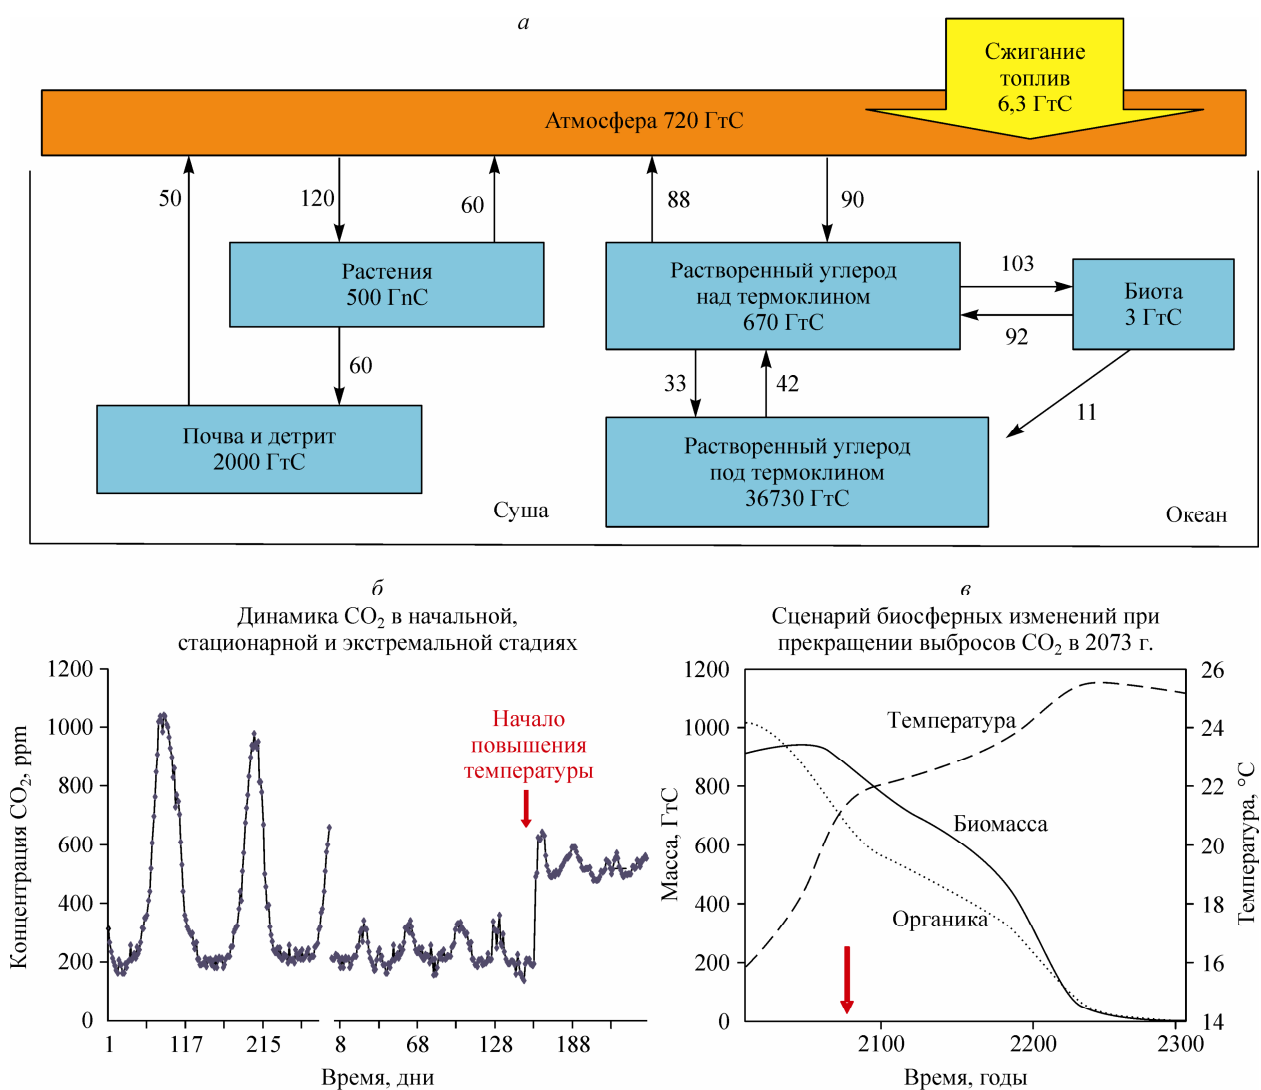 а
Сжигание
топлив
6,3 ГтС
Атмосфера 720 ГтС
50
120
60
88
90
Растения
500 ГпС
Растворенный углерод
над термоклином
670 ГтС
103
Биота
3 ГтС
92
60
33
42
11
Почва и детрит
2000 ГтС
Растворенный углерод
под термоклином
36730 ГтС
Суша
Океан
б
Динамика CO2 в начальной,
стационарной и экстремальной стадиях
Концентрация CO2, ppm
1200
1000
800
600
400
200
0
Начало
повышения
температуры
1
117
215
8
68
128
188
Время, дни
в
Сценарий биосферных изменений при
прекращении выбросов CO2 в 2073 г.
Масса, ГтС
1200
1000
800
600
400
200
0
Температура
Биомасса
Органика
26
24
22
20
18
16
14
Температура, °С
2100
2200
2300
Время, годы